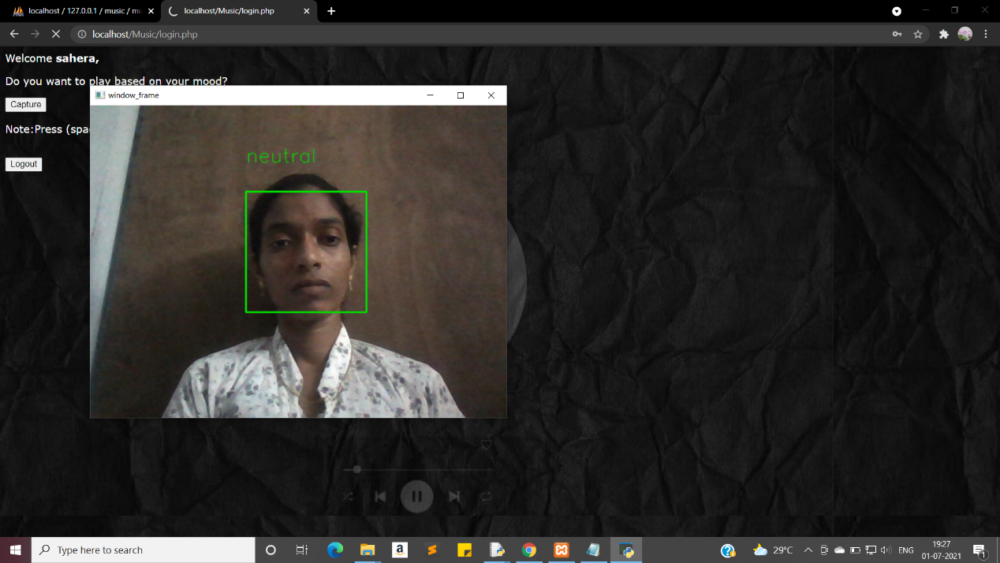 localhost / 127.0.0.1 / music / mu
localhost/Music/login.php
localhost/Music/login.php
Welcome sahera,
Do you want to play based on your mood?
Capture
window_frame
Note:Press (spa
neutral
Logout
Type here to search
a
29°C
ENG
19:27
01-07-2021
1